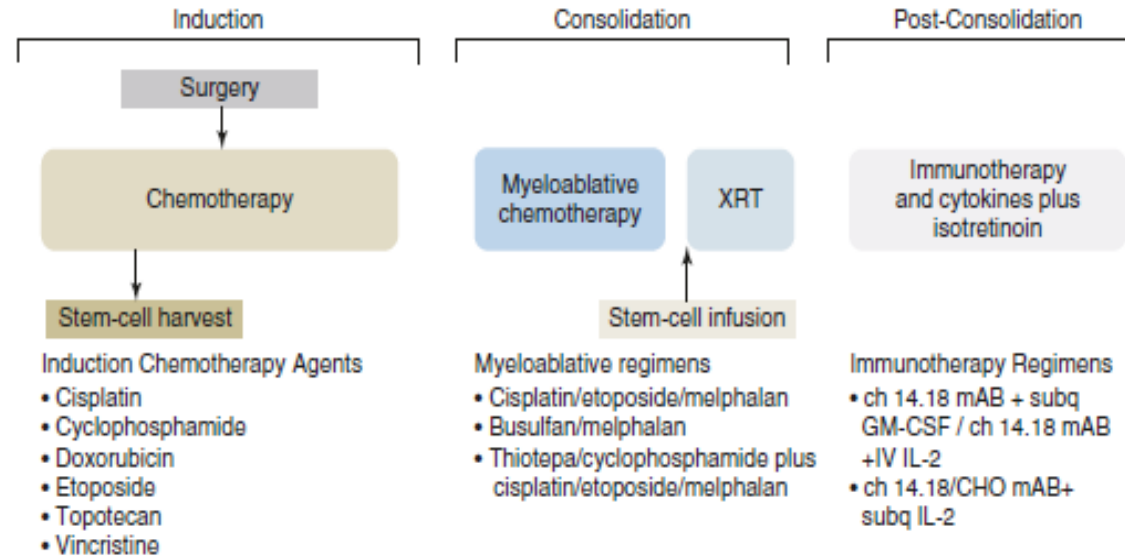 Induction
Consolidation
Post-Consolidation
Surgery
Chemotherapy
Stem-cell harvest
Myeloablative
chemotherapy
XRT
Stem-cell infusion
Immunotherapy
and cytokines plus
isotretinoin
Induction Chemotherapy Agents
• Cisplatin
• Cyclophosphamide
• Doxorubicin
• Etoposide
• Topotecan
• Vincristine
Myeloablative regimens
• Cisplatin/etoposide/melphalan
• Busulfan/melphalan
• Thiotepa/cyclophosphamide plus
cisplatin/etoposide/melphalan
Immunotherapy Regimens
• ch 14.18 mAB + subq
GM-CSF / ch 14.18 mAB
+IV IL-2
• ch 14.18/CHO mAB+
subq IL-2